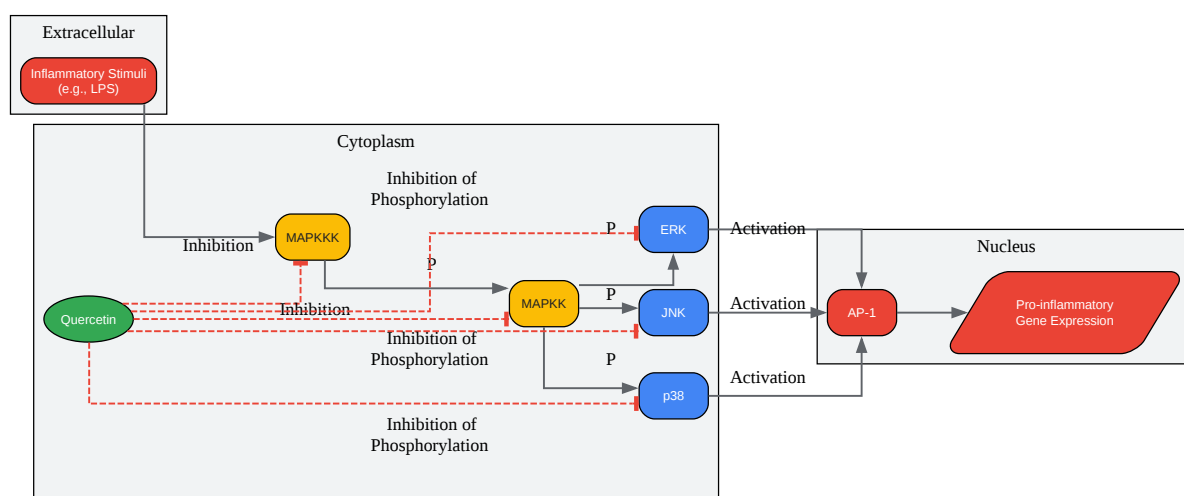 Extracellular
Inflammatory Stimuli
(e.g., LPS)
Cytoplasm
Inhibition of
Phosphorylation
MAPKKK
Inhibition
P
P
ERK
Activation
Nucleus
Quercetin
Inhibition
MAPKK
P
JNK
Activation
AP-1
Pro-inflammatory
Gene Expression
Inhibition of
Phosphorylation
P
p38
Activation
Inhibition of
Phosphorylation